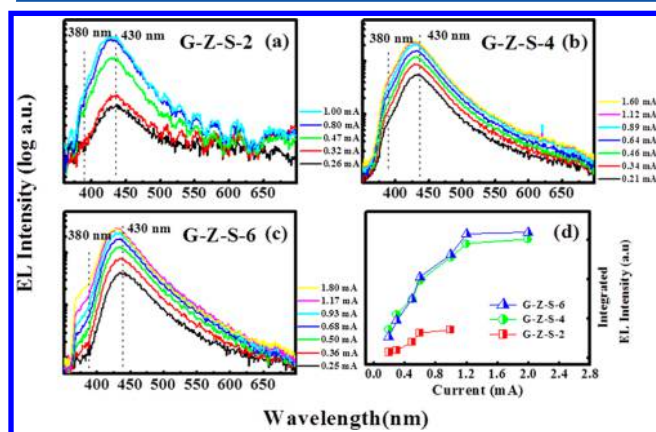 380 nm
430 nm
G-Z-S-2
(a)
1.00 mA
0.80 mA
0.47 mA
0.32 mA
0.26 mA
400 450 500 550 600 650
380 nm
430 nm
G-Z-S-4
(b)
1.60 mA
1.12 mA
0.89 mA
0.64 mA
0.46 mA
0.34 mA
0.21 mA
400 450 500 550 600 650
EL Intensity (log a.u.)
380 nm
430 nm
G-Z-S-6
(c)
1.80 mA
1.17 mA
0.93 mA
0.68 mA
0.50 mA
0.36 mA
0.25 mA
400 450 500 550 600 650
(d)
G-Z-S-6
G-Z-S-4
G-Z-S-2
0.0 0.4 0.8 1.2 1.6 2.0 2.4 2.8
Current (mA)
Integrated
EL Intensity (a.u)
Wavelength(nm)